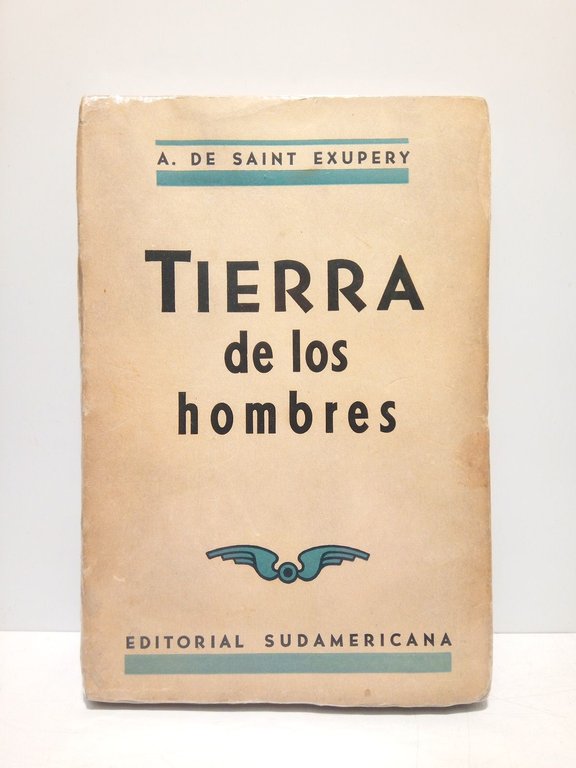 A. DE SAINT EXUPERY
TIERRA
de los
hombres
EDITORIAL SUDAMERICANA